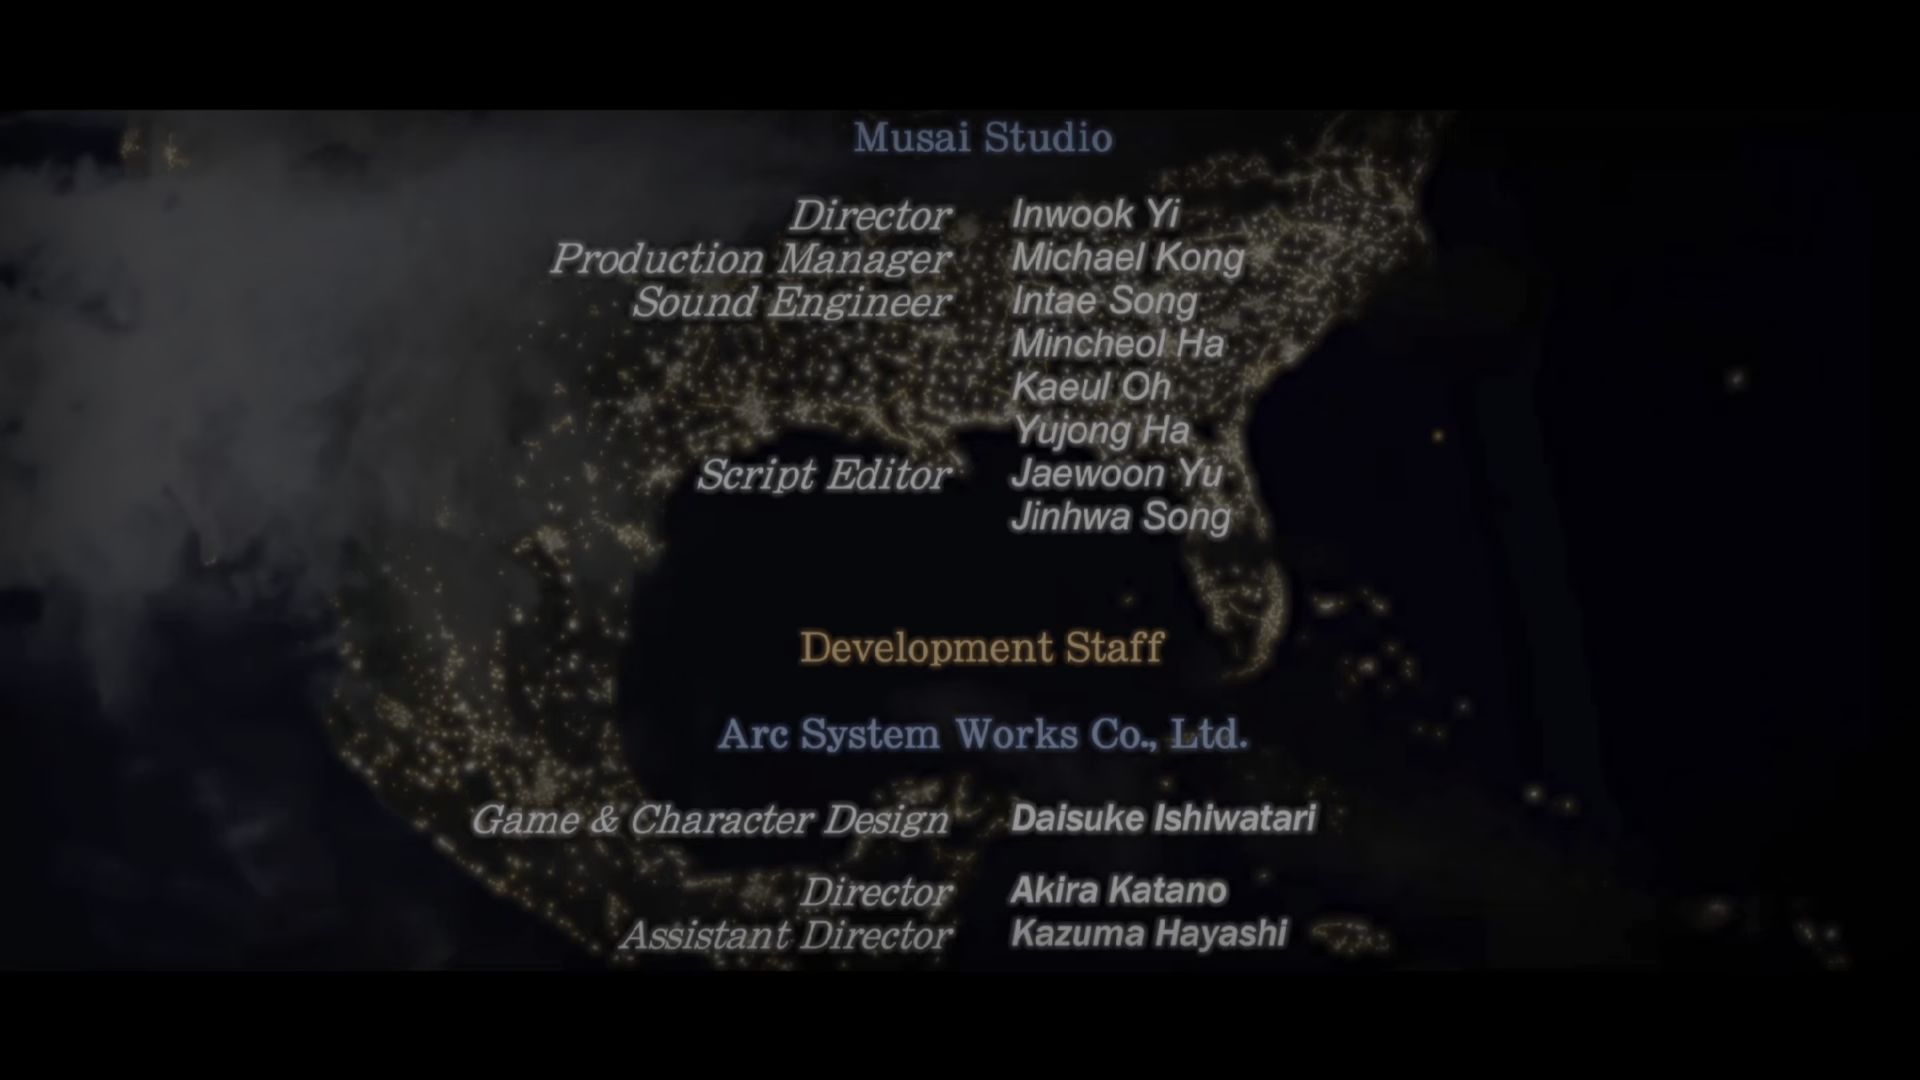 Musai Studio
Director Inwook Yi
Production Manager Michael Kong
Sound Engineer Intae Song
Mincheol Ha
Kaeul Oh
Yujong Ha
Script Editor Jaewoon Yu
Jinhwa Song
Development Staff
Arc System Works Co., Ltd.
Game & Character Design Daisuke Ishiwatari
Director Akira Katano
Assistant Director Kazuma Hayashi